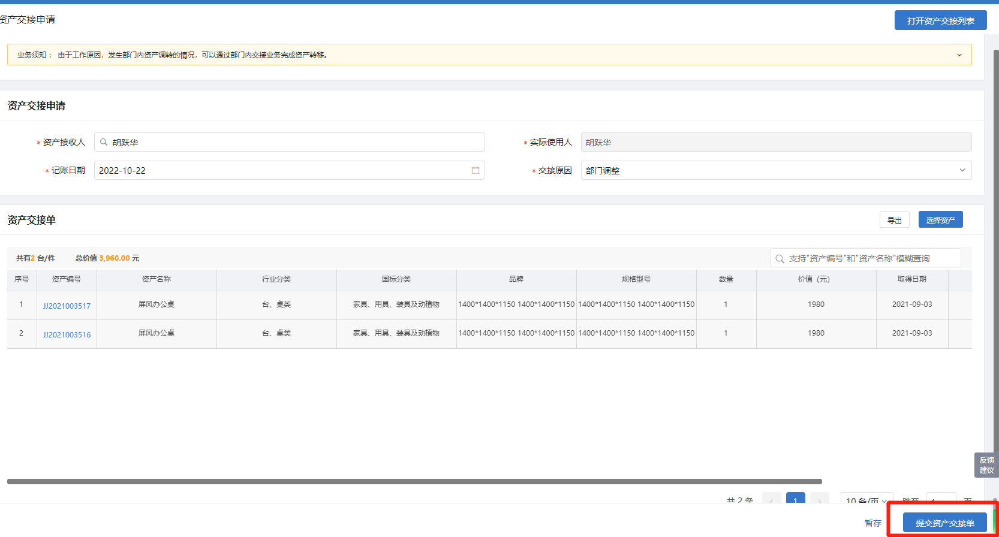 资产交接申请
打开资产交接列表
业务须知： 由于工作原因，发生部门内资产调转的情况，可以通过部门内交接业务完成资产转移。
资产交接申请
* 资产接收人 胡跃华 * 实际使用人 胡跃华
* 记账日期 2022-10-22 * 交接原因 部门调整
资产交接单 导出 选择资产
共有2 台/件 总价值 3,960.00 元 支持"资产编号"和"资产名称"模糊查询
序号 资产编号 资产名称 行业分类 国标分类 品牌 规格型号 数量 价值（元） 取得日期
1 JJ2021003517 屏风办公桌 台、桌类 家具、用具、装具及动植物 1400*1400*1150 1400*1400*1150 1400*1400*1150 1400*1400*1150 1 1980 2021-09-03
2 JJ2021003516 屏风办公桌 台、桌类 家具、用具、装具及动植物 1400*1400*1150 1400*1400*1150 1400*1400*1150 1400*1400*1150 1 1980 2021-09-03
反馈
建议
共 2 条 1 10 条/页 跳至 1 页
暂存 提交资产交接单